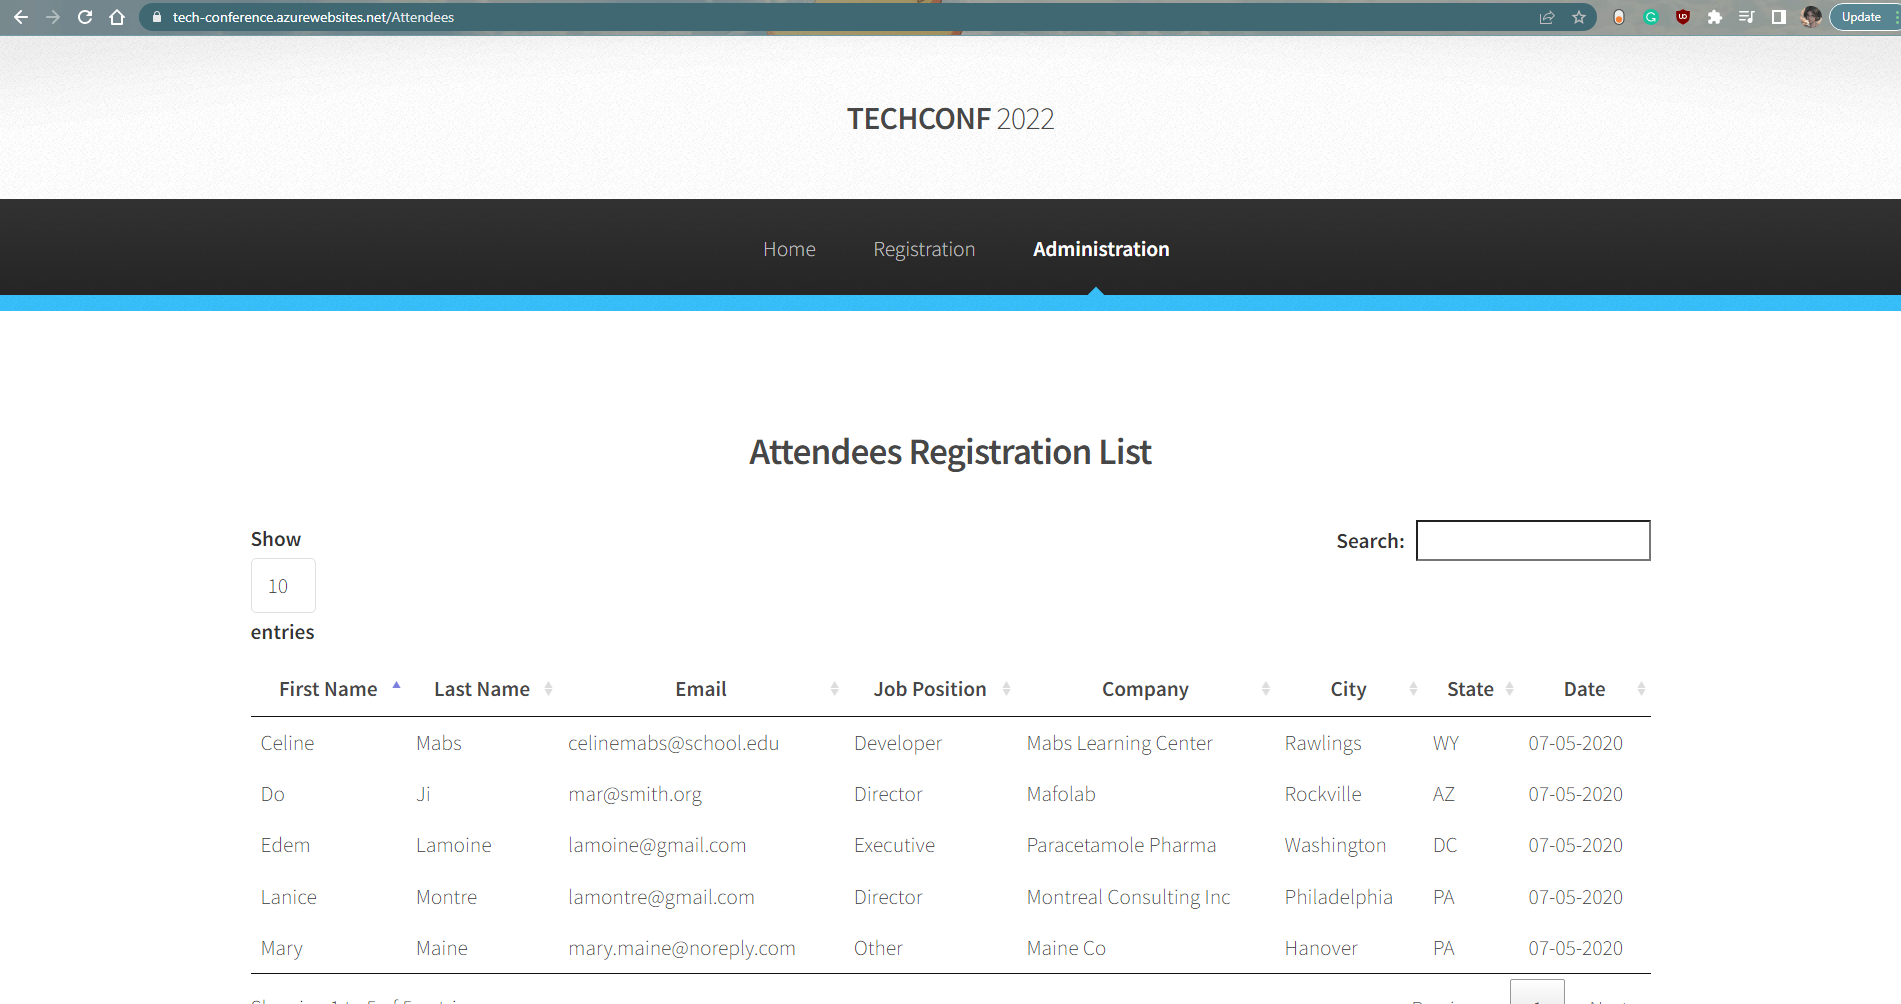 tech-conference.azurewebsites.net/Attendees
Update
TECHCONF 2022
Home Registration Administration
Attendees Registration List
Show
10
entries
Search:
First Name Last Name Email Job Position Company City State Date
Celine Mabs celinemabs@school.edu Developer Mabs Learning Center Rawlings WY 07-05-2020
Do Ji mar@smith.org Director Mafolab Rockville AZ 07-05-2020
Edem Lamoine lamoine@gmail.com Executive Paracetamole Pharma Washington DC 07-05-2020
Lanice Montre lamontre@gmail.com Director Montreal Consulting Inc Philadelphia PA 07-05-2020
Mary Maine mary.maine@noreply.com Other Maine Co Hanover PA 07-05-2020